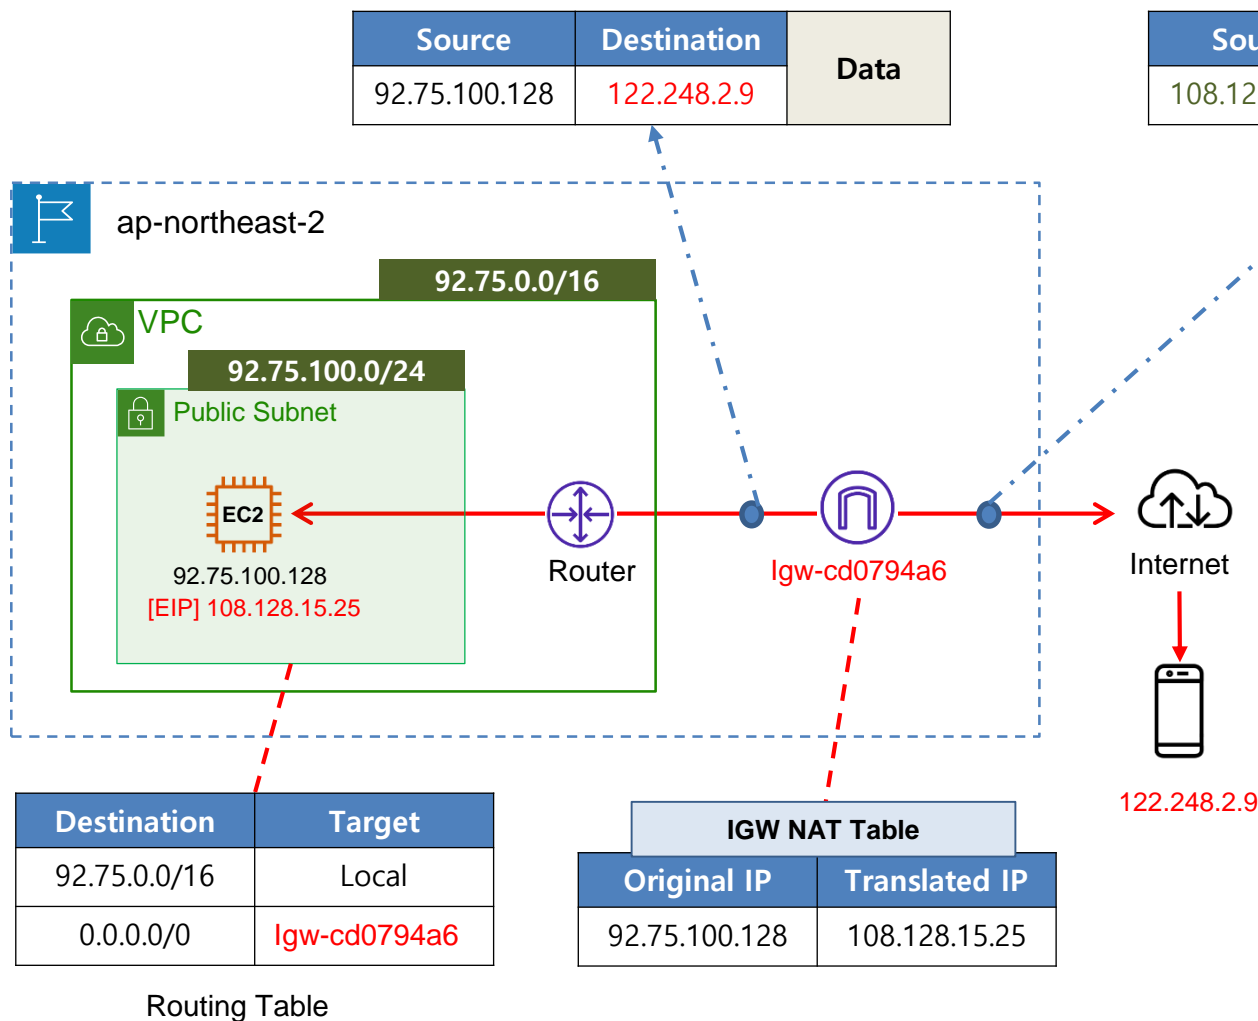 Source Destination Data
92.75.100.128 122.248.2.9
108.12
ap-northeast-2
92.75.0.0/16
VPC
92.75.100.0/24
Public Subnet
EC2
92.75.100.128
[EIP] 108.128.15.25
Router
Igw-cd0794a6
Internet
122.248.2.9
Destination Target
92.75.0.0/16 Local
0.0.0.0/0 Igw-cd0794a6
Routing Table
IGW NAT Table
Original IP Translated IP
92.75.100.128 108.128.15.25